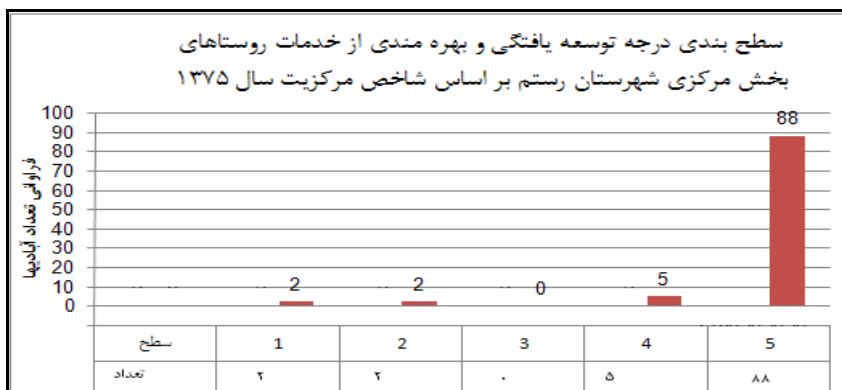 سطح بندی درجه توسعه یافتگی و بهره مندی از خدمات روستاهای
بخش مرکزی شهرستان رستم بر اساس شاخص مرکزیت سال ۱۳۷۵
فراوانی تعداد آبادیها
100
90
80
70
60
50
40
30
20
10
0
2 2 0 5 88
سطح 1 2 3 4 5
تعداد ۲ ۲ ۰ ۵ ۸۸